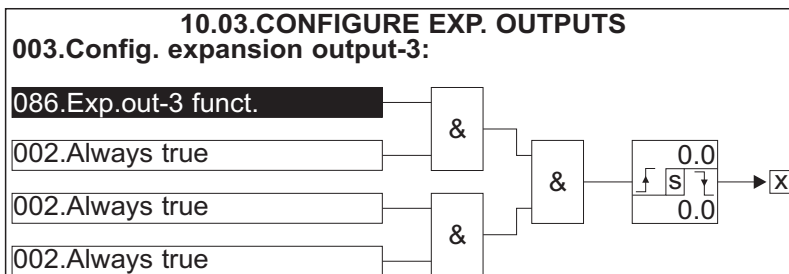 10.03.CONFIGURE EXP. OUTPUTS
003.Config. expansion output-3:
086.Exp.out-3 funct.
&
002.Always true
0.0
&
S
X
002.Always true
0.0
&
002.Always true